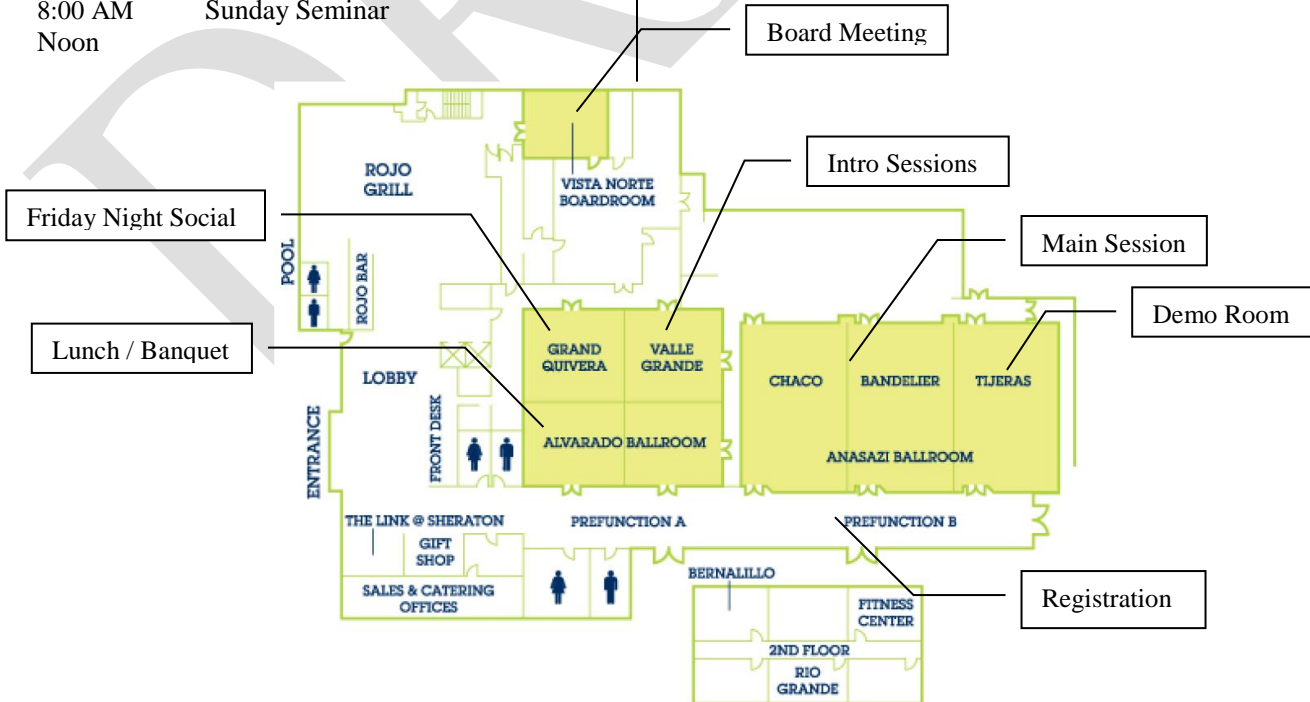 8:00 AM Sunday Seminar
Noon
Board Meeting
Intro Sessions
Friday Night Social
Main Session
Demo Room
Lunch / Banquet
Registration
ROJO
GRILL
VISTA NORTE
BOARDROOM
POOL
ROJO BAR
GRAND
QUIVERA
VALLE
GRANDE
CHACO
BANDELIER
TIJERAS
LOBBY
ENTRANCE
FRONT DESK
ALVARADO BALLROOM
ANASAZI BALLROOM
THE LINK @ SHERATON
PREFUNCTION A
PREFUNCTION B
GIFT
SHOP
SALES & CATERING
OFFICES
BERNALILLO
FITNESS
CENTER
2ND FLOOR
RIO
GRANDE